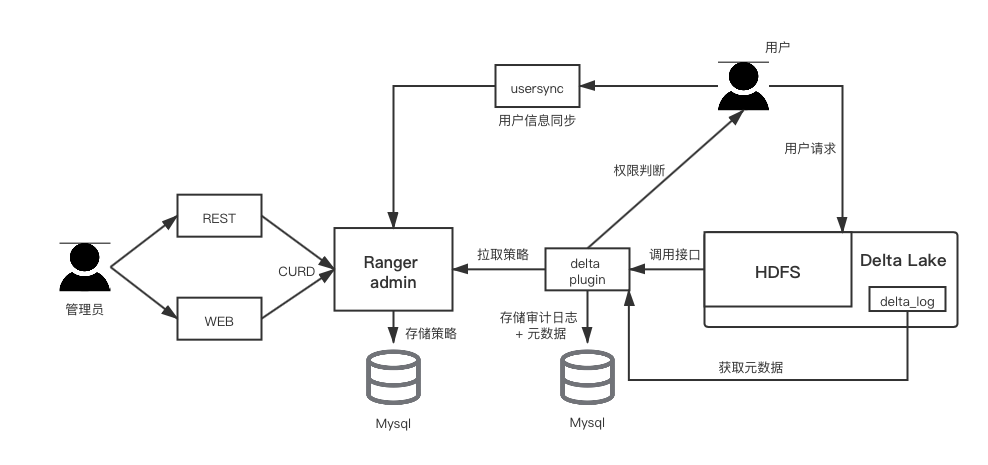 用户
usersync
用户信息同步
用户请求
权限判断
REST
CURD
管理员
WEB
Ranger
admin
拉取策略
delta
plugin
调用接口
HDFS
Delta Lake
delta_log
存储策略
存储审计日志
+ 元数据
获取元数据
Mysql
Mysql